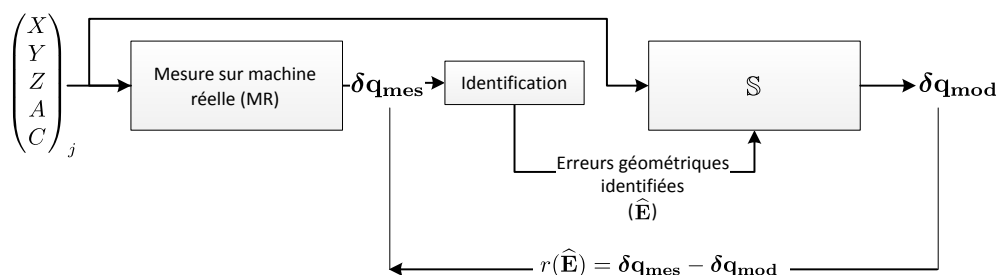 X
Y
Z
A
C
j
Mesure sur machine
réelle (MR)
δq_mes
Identification
𝕊
δq_mod
Erreurs géométriques
identifiées
(Ê)
r(Ê) = δq_mes − δq_mod